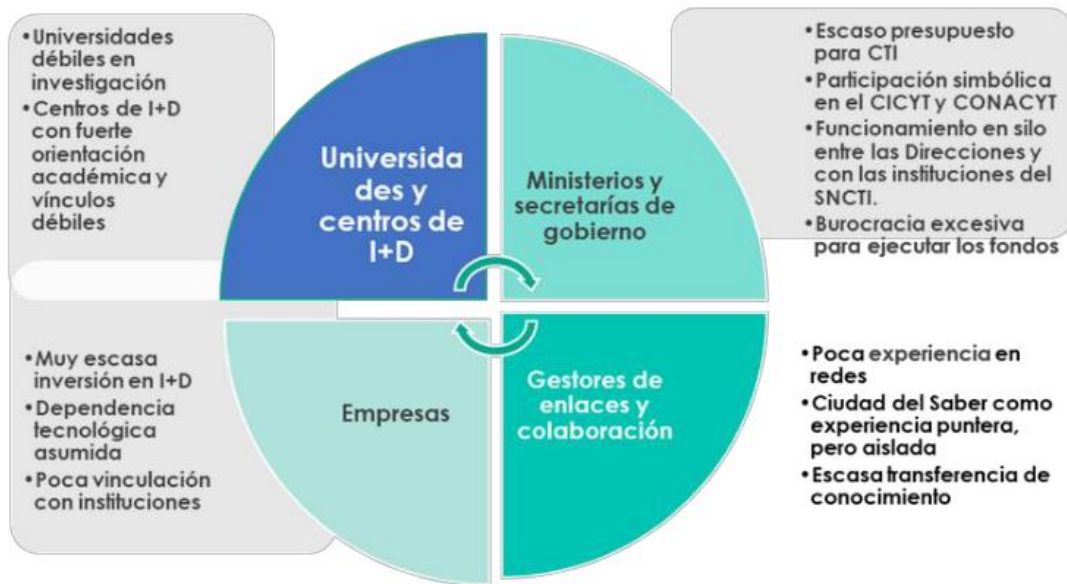 •Universidades
débiles en
investigación
•Centros de I+D
con fuerte
orientación
académica y
vínculos
débiles
Universida
des y
centros de
I+D
Ministerios y
secretarías de
gobierno
•Escaso presupuesto
para CTI
•Participación simbólica
en el CICYT y CONACYT
•Funcionamiento en silo
entre las Direcciones y
con las instituciones del
SNCTI.
•Burocracia excesiva
para ejecutar los fondos
•Muy escasa
inversión en I+D
•Dependencia
tecnológica
asumida
•Poca vinculación
con instituciones
Empresas
Gestores de
enlaces y
colaboración
•Poca experiencia en
redes
•Ciudad del Saber como
experiencia puntera,
pero aislada
•Escasa transferencia de
conocimiento